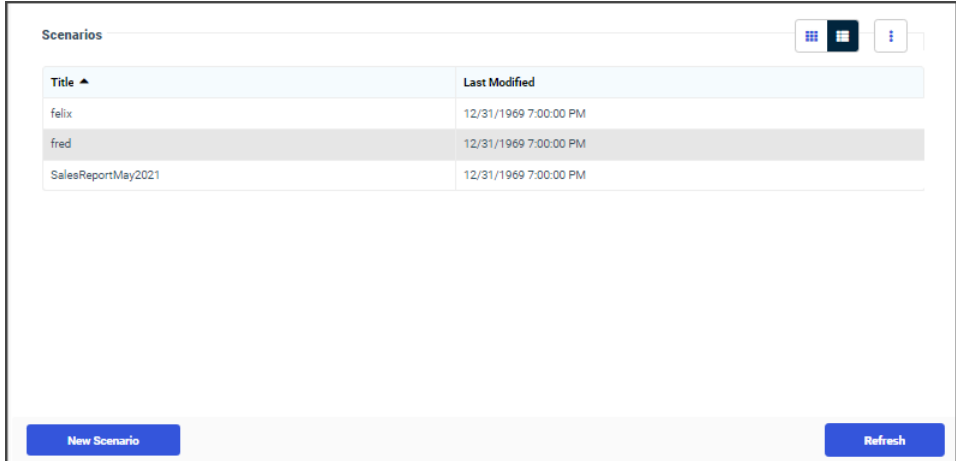 Scenarios
Title Last Modified
felix 12/31/1969 7:00:00 PM
fred 12/31/1969 7:00:00 PM
SalesReportMay2021 12/31/1969 7:00:00 PM
New Scenario Refresh